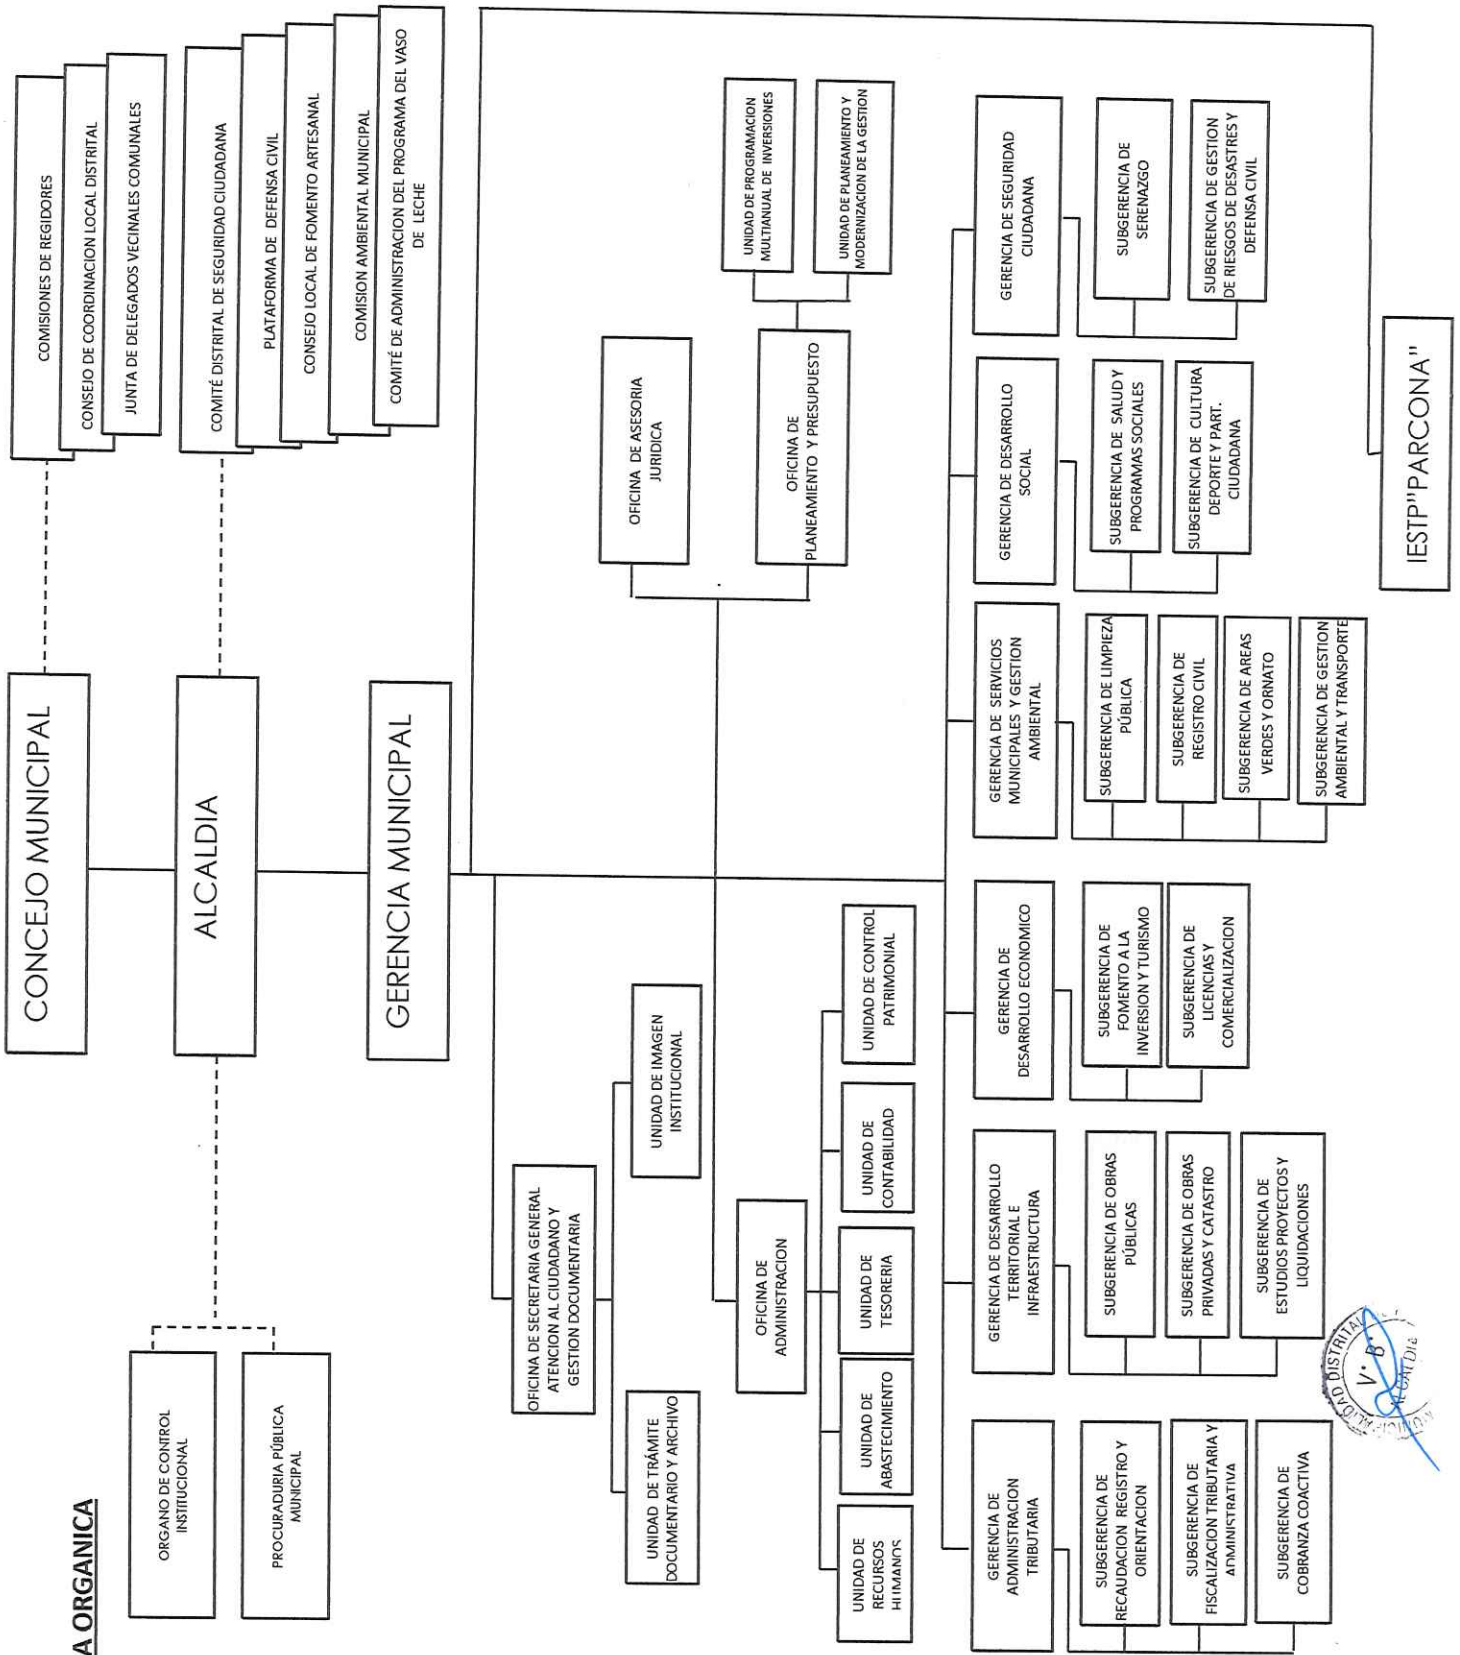 A ORGANICA
CONCEJO MUNICIPAL
COMISIONES DE REGIDORES
CONSEJO DE COORDINACION LOCAL DISTRITAL
JUNTA DE DELEGADOS VECINALES COMUNALES
ALCALDIA
COMITÉ DISTRITAL DE SEGURIDAD CIUDADANA
PLATAFORMA DE DEFENSA CIVIL
CONSEJO LOCAL DE FOMENTO ARTESANAL
COMISION AMBIENTAL MUNICIPAL
COMITÉ DE ADMINISTRACION DEL PROGRAMA DEL VASO
DE LECHE
ORGANO DE CONTROL
INSTITUCIONAL
PROCURADURIA PÚBLICA
MUNICIPAL
GERENCIA MUNICIPAL
OFICINA DE SECRETARIA GENERAL
ATENCION AL CIUDADANO Y
GESTION DOCUMENTARIA
UNIDAD DE TRÁMITE
DOCUMENTARIO Y ARCHIVO
UNIDAD DE IMAGEN
INSTITUCIONAL
OFICINA DE ASESORIA
JURIDICA
OFICINA DE
PLANEAMIENTO Y PRESUPUESTO
UNIDAD DE PROGRAMACION
MULTIANUAL DE INVERSIONES
UNIDAD DE PLANEAMIENTO Y
MODERNIZACION DE LA GESTION
OFICINA DE
ADMINISTRACION
UNIDAD DE
RECURSOS
HUMANOS
UNIDAD DE
ABASTECIMIENTO
UNIDAD DE
TESORERIA
UNIDAD DE
CONTABILIDAD
UNIDAD DE CONTROL
PATRIMONIAL
GERENCIA DE
ADMINISTRACION
TRIBUTARIA
SUBGERENCIA DE
RECAUDACION REGISTRO Y
ORIENTACION
SUBGERENCIA DE
FISCALIZACION TRIBUTARIA Y
ADMINISTRATIVA
SUBGERENCIA DE
COBRANZA COACTIVA
GERENCIA DE DESARROLLO
TERRITORIAL E
INFRAESTRUCTURA
SUBGERENCIA DE OBRAS
PÚBLICAS
SUBGERENCIA DE OBRAS
PRIVADAS Y CATASTRO
SUBGERENCIA DE
ESTUDIOS PROYECTOS Y
LIQUIDACIONES
GERENCIA DE
DESARROLLO ECONOMICO
SUBGERENCIA DE
FOMENTO A LA
INVERSION Y TURISMO
SUBGERENCIA DE
LICENCIAS Y
COMERCIALIZACION
GERENCIA DE SERVICIOS
MUNICIPALES Y GESTION
AMBIENTAL
SUBGERENCIA DE LIMPIEZA
PÚBLICA
SUBGERENCIA DE
REGISTRO CIVIL
SUBGERENCIA DE AREAS
VERDES Y ORNATO
SUBGERENCIA DE GESTION
AMBIENTAL Y TRANSPORTE
GERENCIA DE DESARROLLO
SOCIAL
SUBGERENCIA DE SALUD Y
PROGRAMAS SOCIALES
SUBGERENCIA DE CULTURA
DEPORTE Y PART.
CIUDADANA
GERENCIA DE SEGURIDAD
CIUDADANA
SUBGERENCIA DE
SERENAZGO
SUBGERENCIA DE GESTION
DE RIESGOS DE DESASTRES Y
DEFENSA CIVIL
IESTP"PARCONA"
MUNICIPALIDAD DISTRITAL
V° B°
ALCALDIA